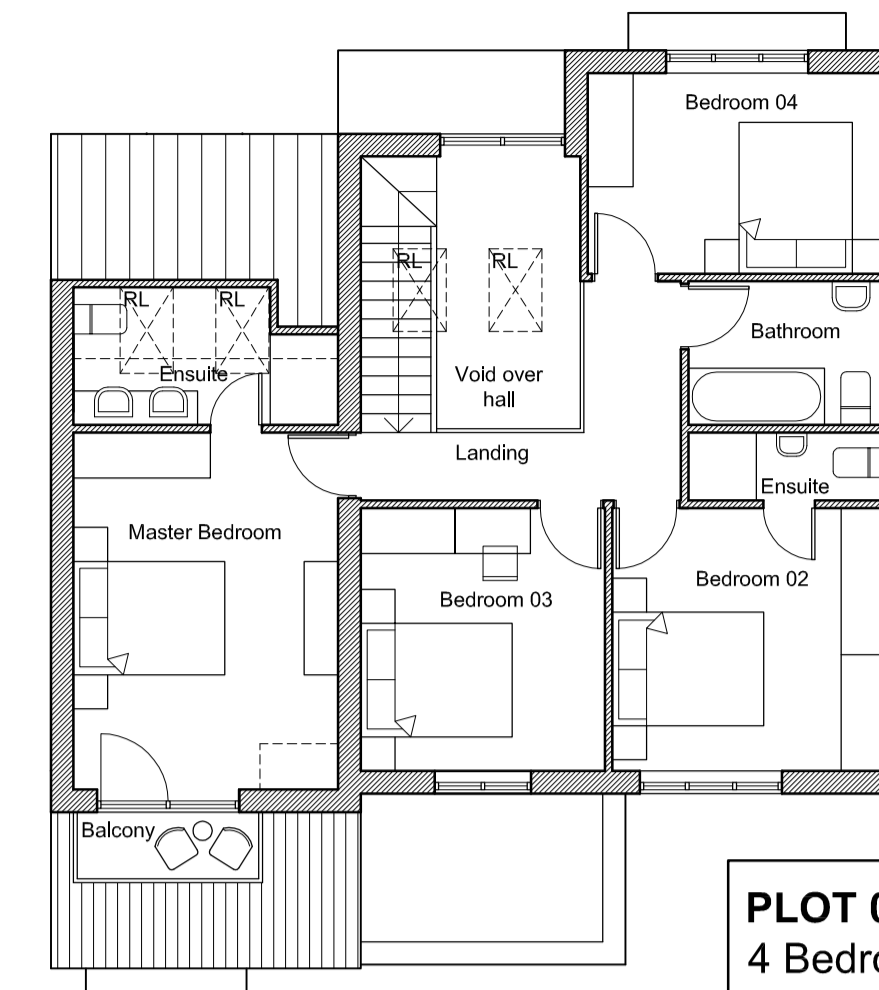 Bedroom 04
RL
RL
RL
RL
Bathroom
Ensuite
Void over
hall
Landing
Ensuite
Master Bedroom
Bedroom 02
Bedroom 03
Balcony
PLOT
4